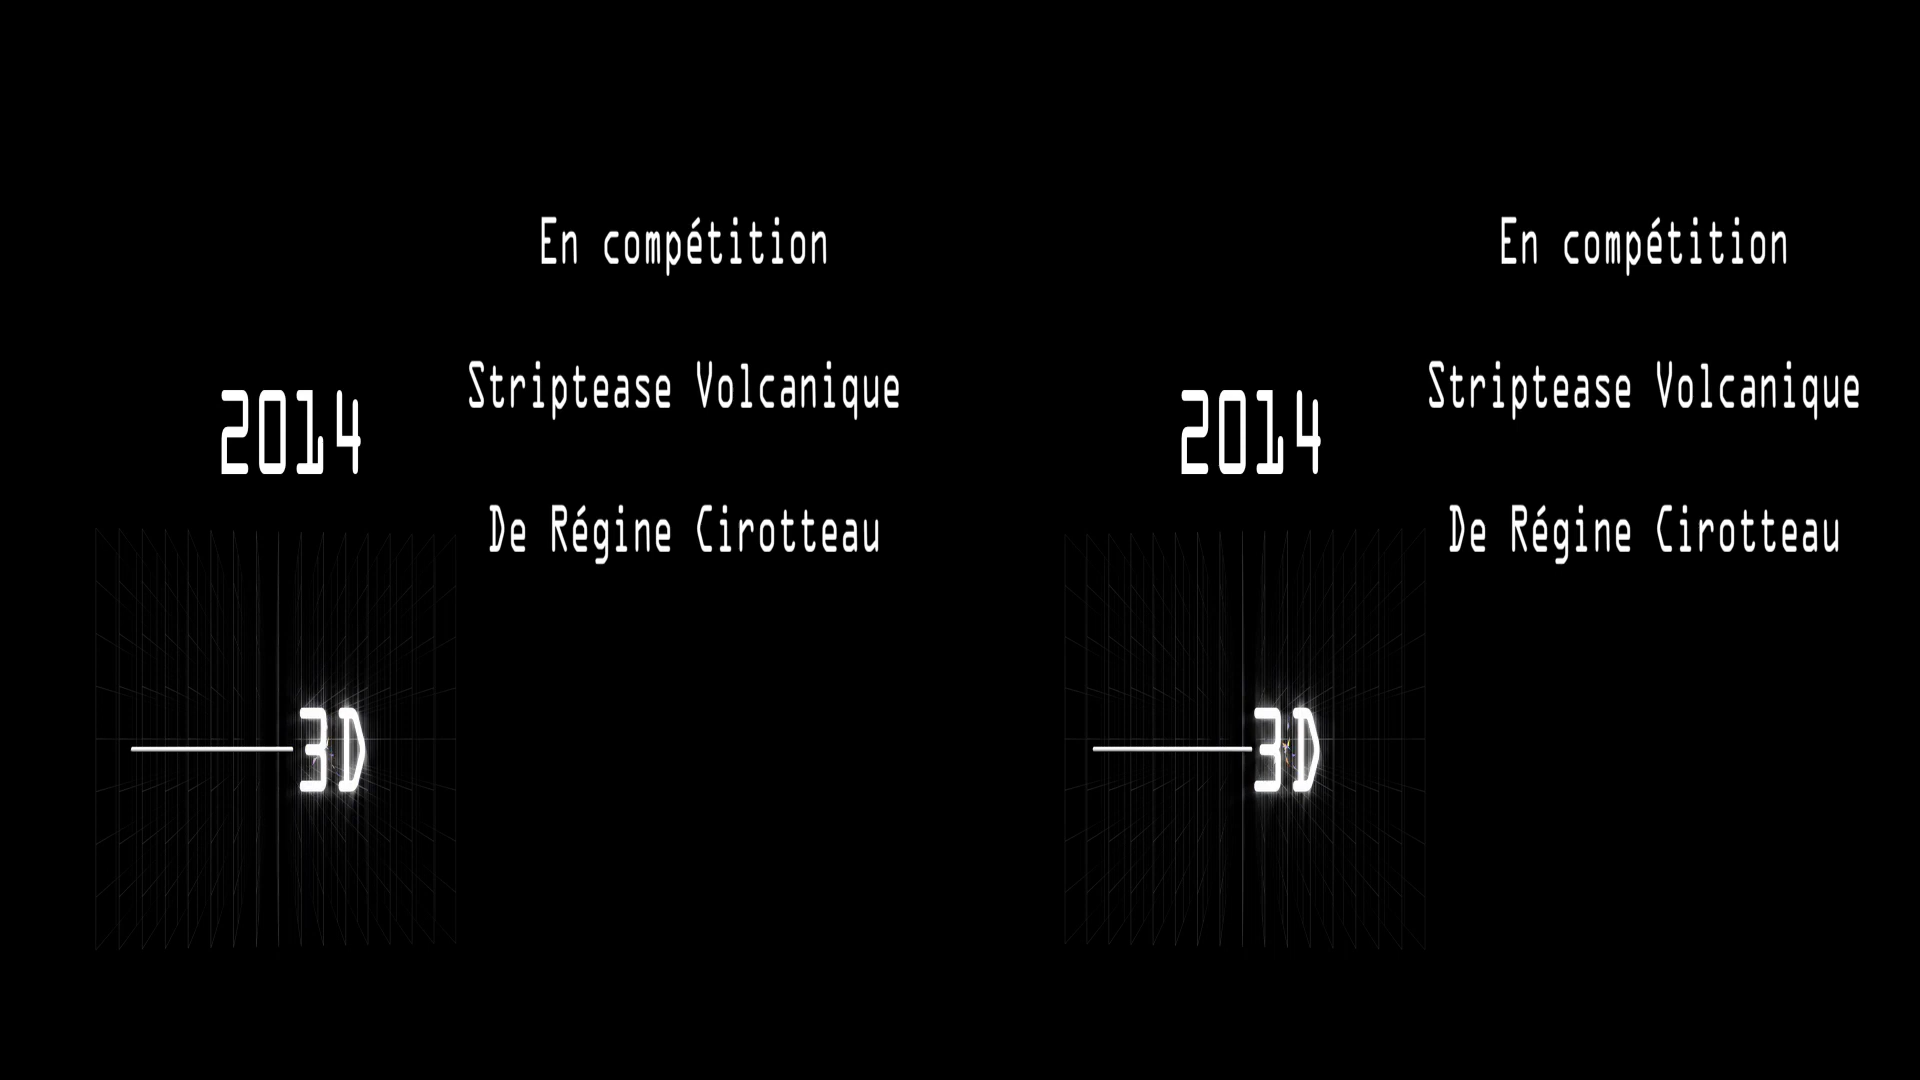 En compétition
Striptease Volcanique
2014
De Régine Cirotteau
3D
En compétition
Striptease Volcanique
2014
De Régine Cirotteau
3D